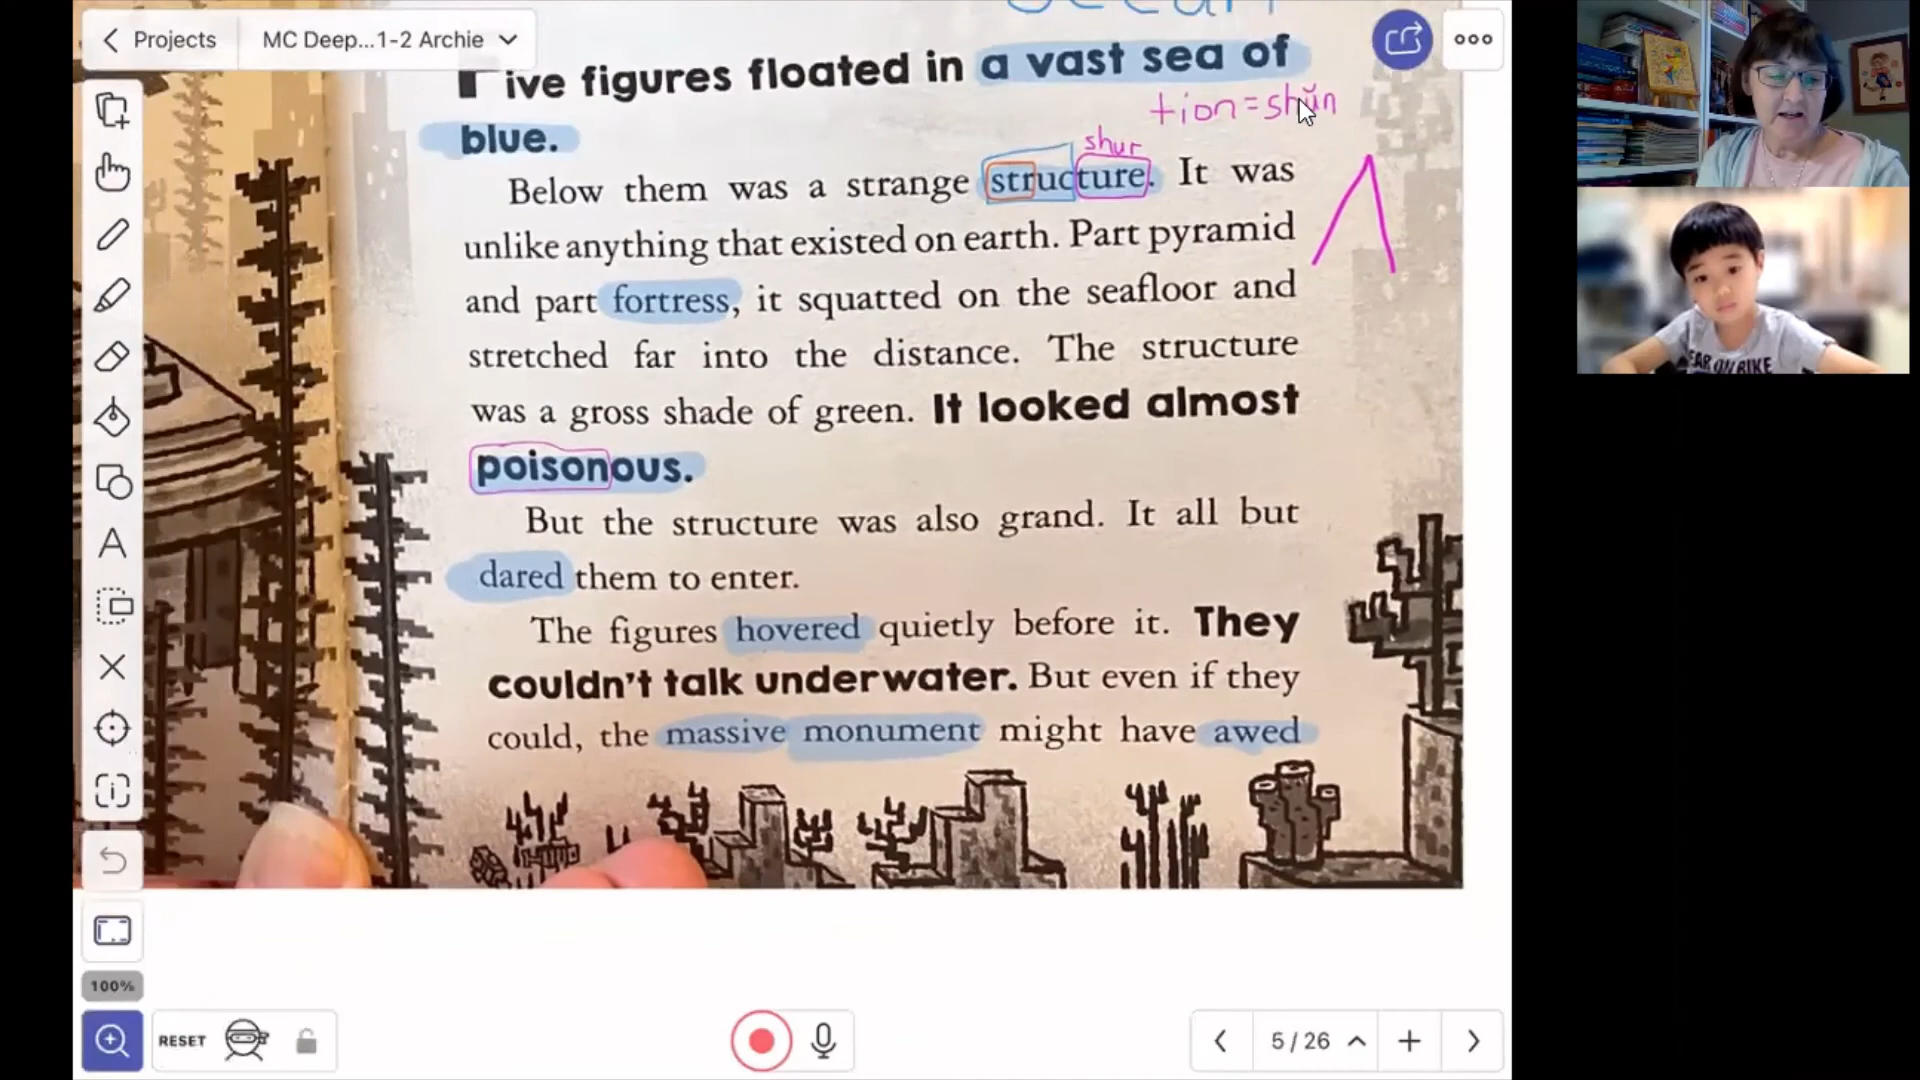 Projects
MC Deep...1-2 Archie
ive figures floated in a vast sea of
tion = shŭn
blue.
shur
Below them was a strange structure. It was
unlike anything that existed on earth. Part pyramid
and part fortress, it squatted on the seafloor and
stretched far into the distance. The structure
was a gross shade of green. It looked almost
poisonous.
But the structure was also grand. It all but
dared them to enter.
The figures hovered quietly before it. They
couldn't talk underwater. But even if they
could, the massive monument might have awed
A
100%
RESET
5 / 26